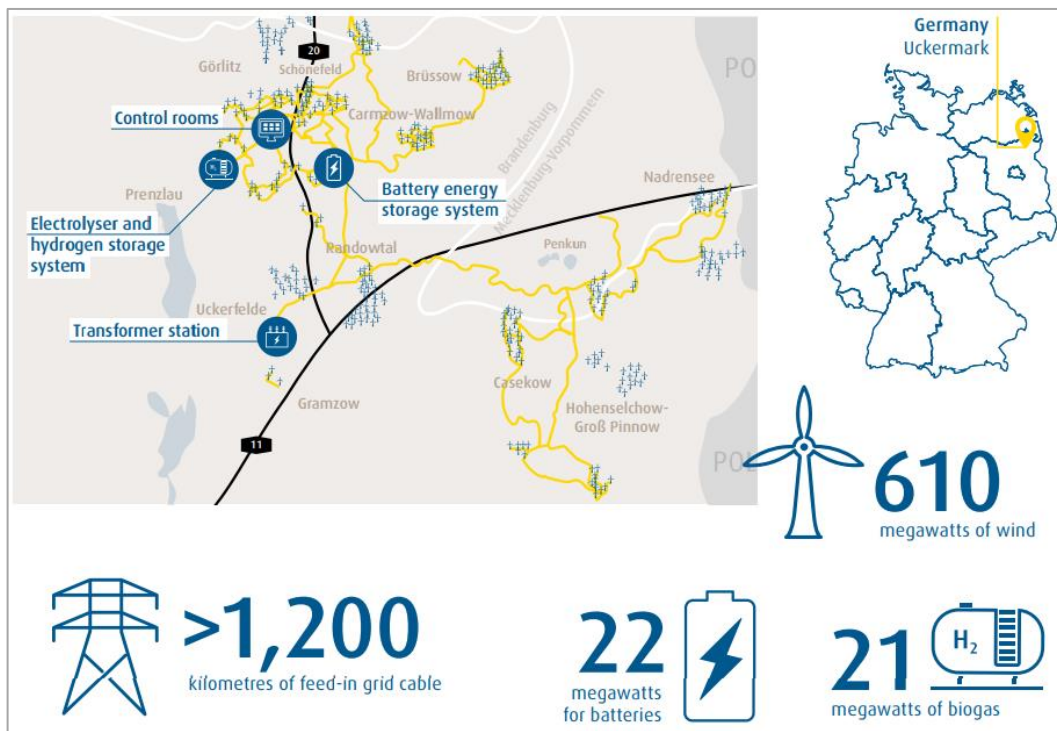 Germany
Uckermark
20
Görlitz
Schönefeld
Brüssow
PO
Control rooms
Carmzow-Wallmow
Brandenburg
Mecklenburg-Vorpommern
Nadrensee
Prenzlau
Battery energy
storage system
Electrolyser and
hydrogen storage
system
Randowtal
Penkun
Uckerfelde
Transformer station
Casekow
Gramzow
Hohenselchow-
Groß Pinnow
11
POL
610
megawatts of wind
>1,200
kilometres of feed-in grid cable
22
megawatts
for batteries
H₂
21
megawatts of biogas